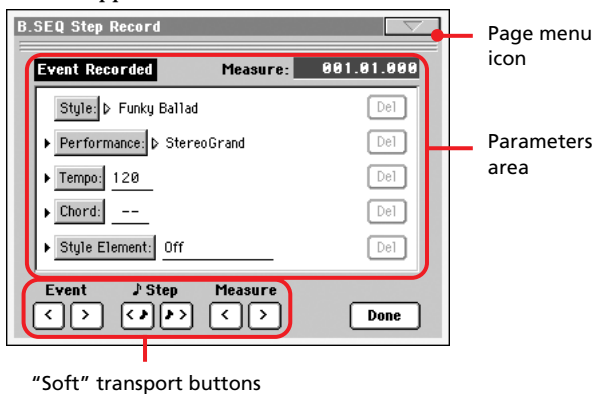 B.SEQ Step Record
Page menu
icon
Event Recorded Measure: 001.01.000
Style: Funky Ballad Del
Performance: StereoGrand Del
Parameters
area
Tempo: 120 Del
Chord: -- Del
Style Element: Off Del
Event ♪ Step Measure
< > < ♪ ♪ > < > Done
"Soft" transport buttons